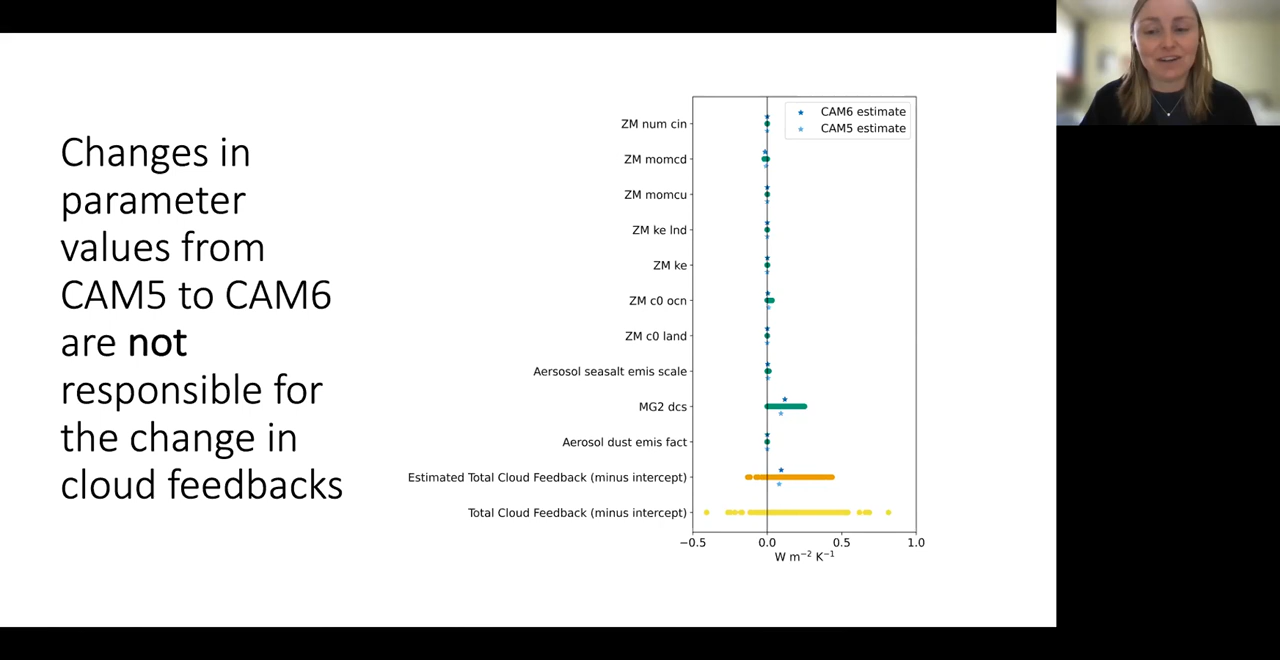 Changes in
parameter
values from
CAM5 to CAM6
are not
responsible for
the change in
cloud feedbacks
CAM6 estimate
CAM5 estimate
ZM num cin
ZM momcd
ZM momcu
ZM ke lnd
ZM ke
ZM c0 ocn
ZM c0 land
Aersosol seasalt emis scale
MG2 dcs
Aerosol dust emis fact
Estimated Total Cloud Feedback (minus intercept)
Total Cloud Feedback (minus intercept)
−0.5 0.0 0.5 1.0
W m⁻² K⁻¹